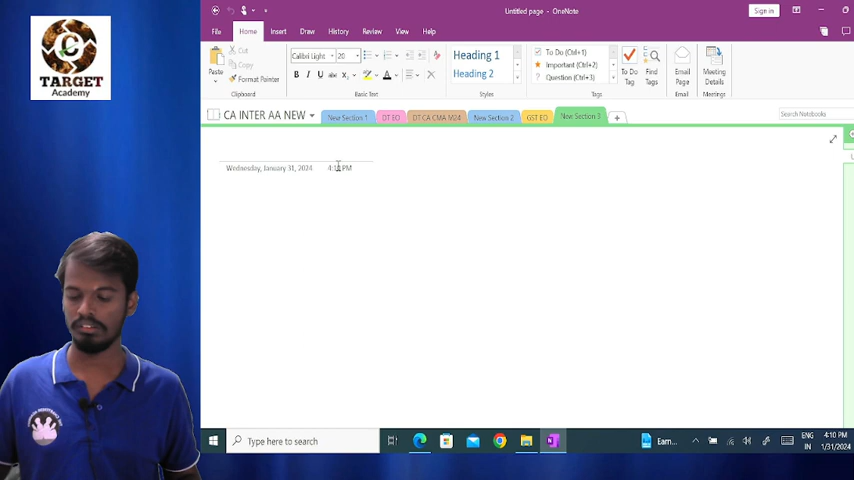 TARGET
Academy
Untitled page - OneNote
Sign in
File
Home
Insert
Draw
History
Review
View
Help
Paste
Cut
Copy
Format Painter
Clipboard
Calibri Light
20
B I U abc X₂ A
Basic Text
Heading 1
Heading 2
Styles
To Do (Ctrl+1)
Important (Ctrl+2)
Question (Ctrl+3)
Tags
To Do
Tag
Find
Tags
Email
Page
Email
Meeting
Details
Meetings
CA INTER AA NEW
New Section 1
DT EO
DT CA CMA M24
New Section 2
GST EO
New Section 3
Search Notebooks
Wednesday, January 31, 2024
PM
Type here to search
Earn...
ENG
IN
4:10 PM
1/31/2024